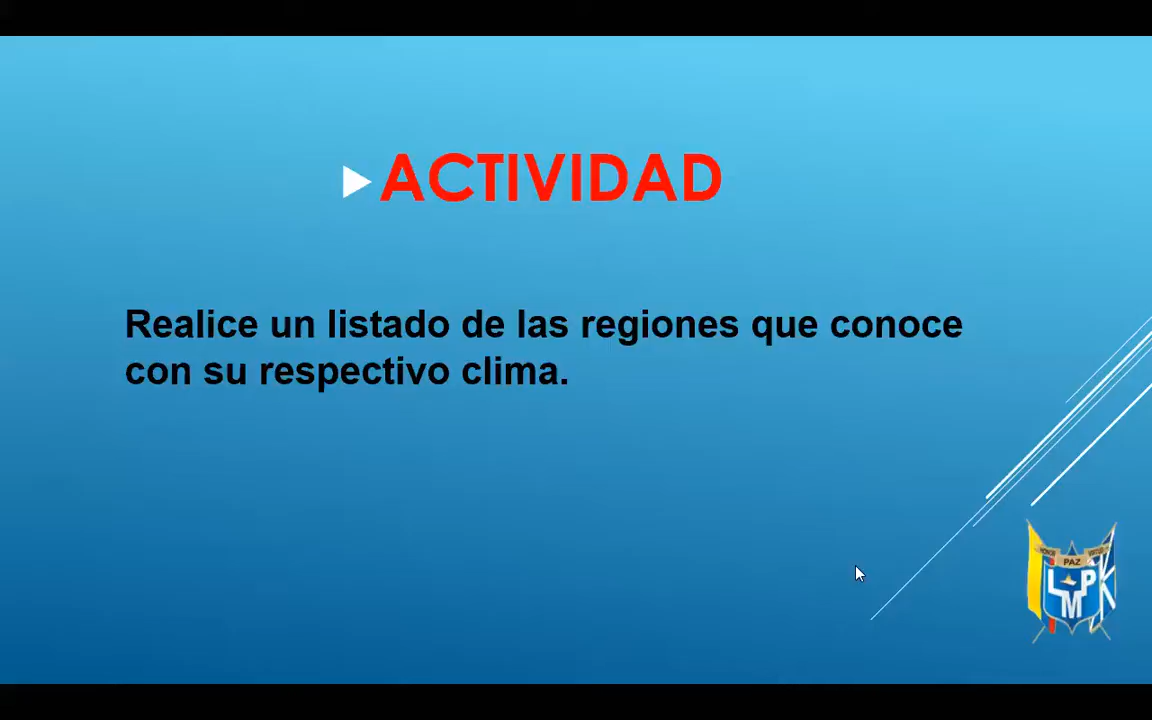 ACTIVIDAD
Realice un listado de las regiones que conoce
con su respectivo clima.
PAZ
L M P